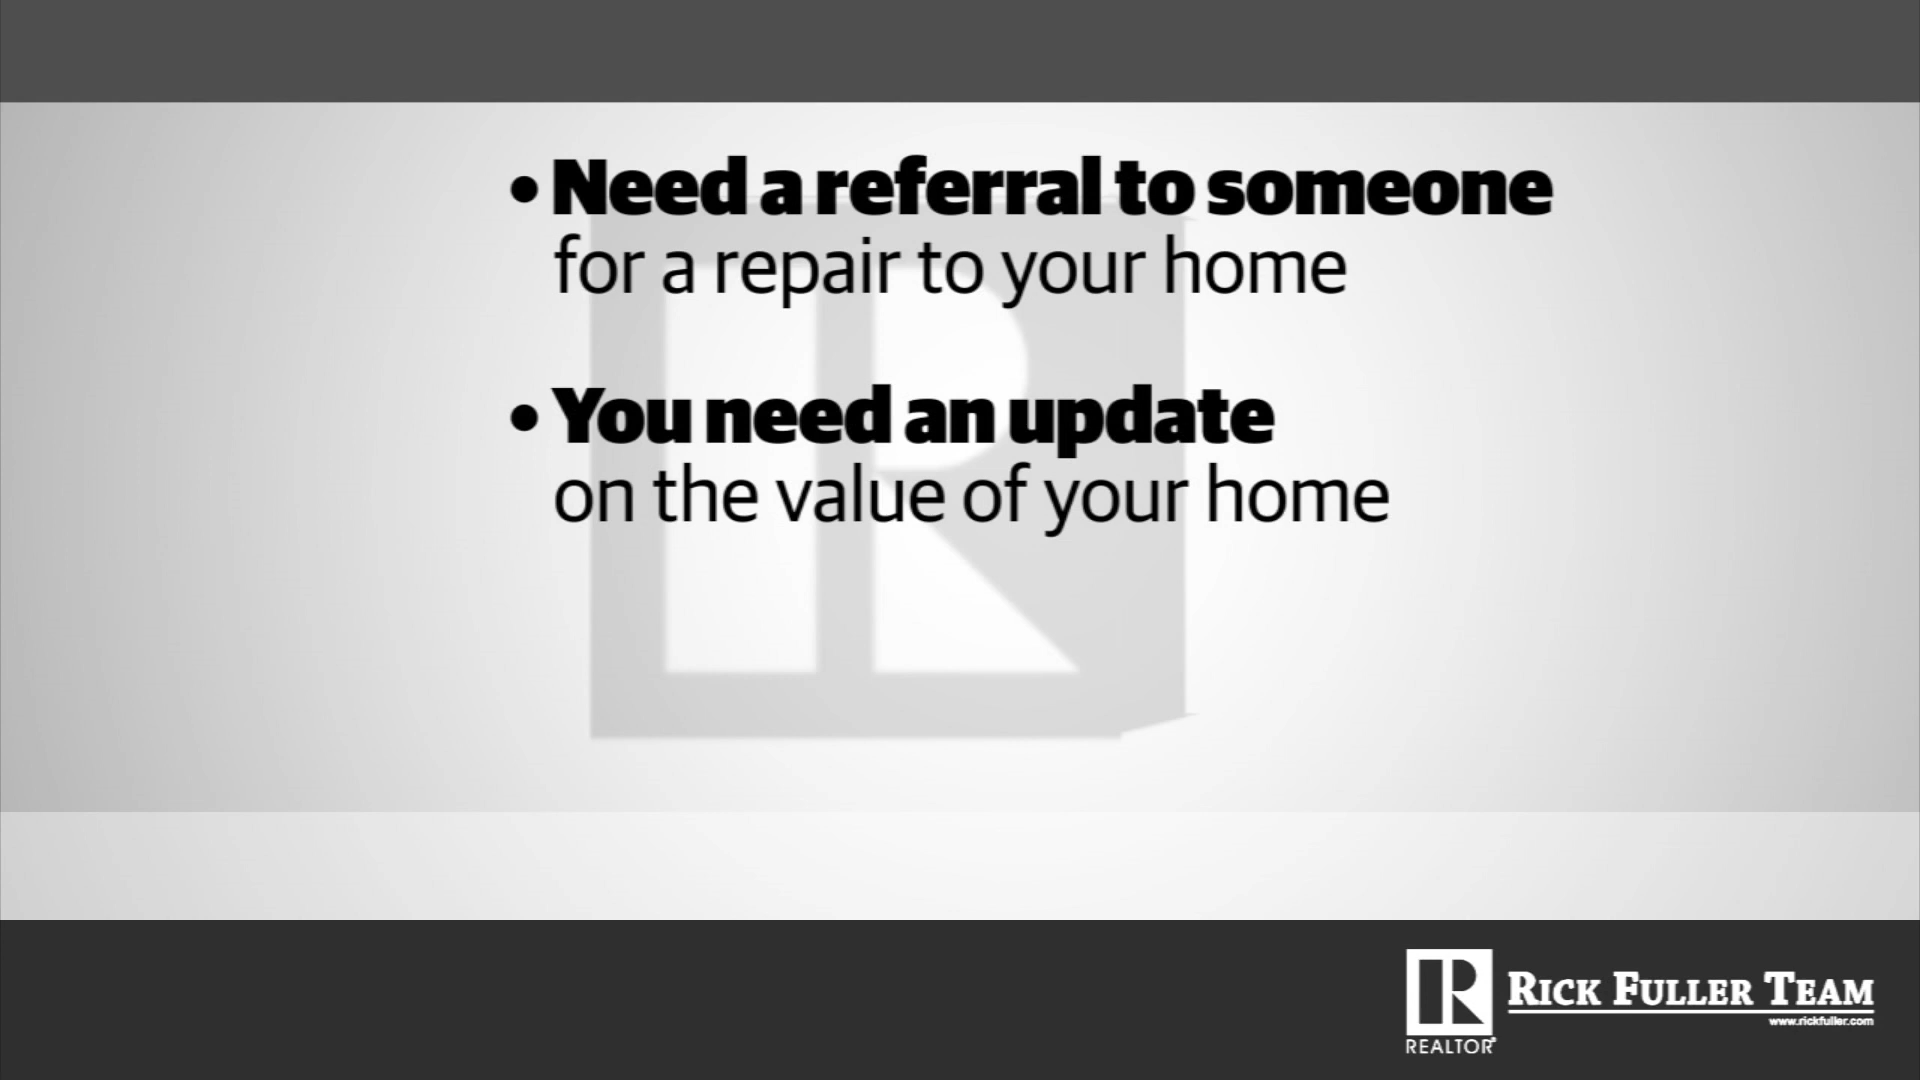 • Need a referral to someone
for a repair to your home
• You need an update
on the value of your home
R
REALTOR®
RICK FULLER TEAM
www.rickfuller.com